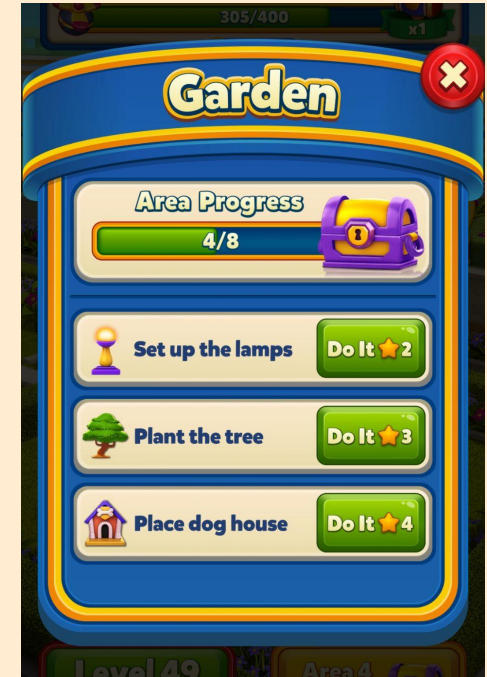 305/400
x1
Garden
Area Progress
4/8
Set up the lamps
Do It 2
Plant the tree
Do It 3
Place dog house
Do It 4
Level 49
Area 4